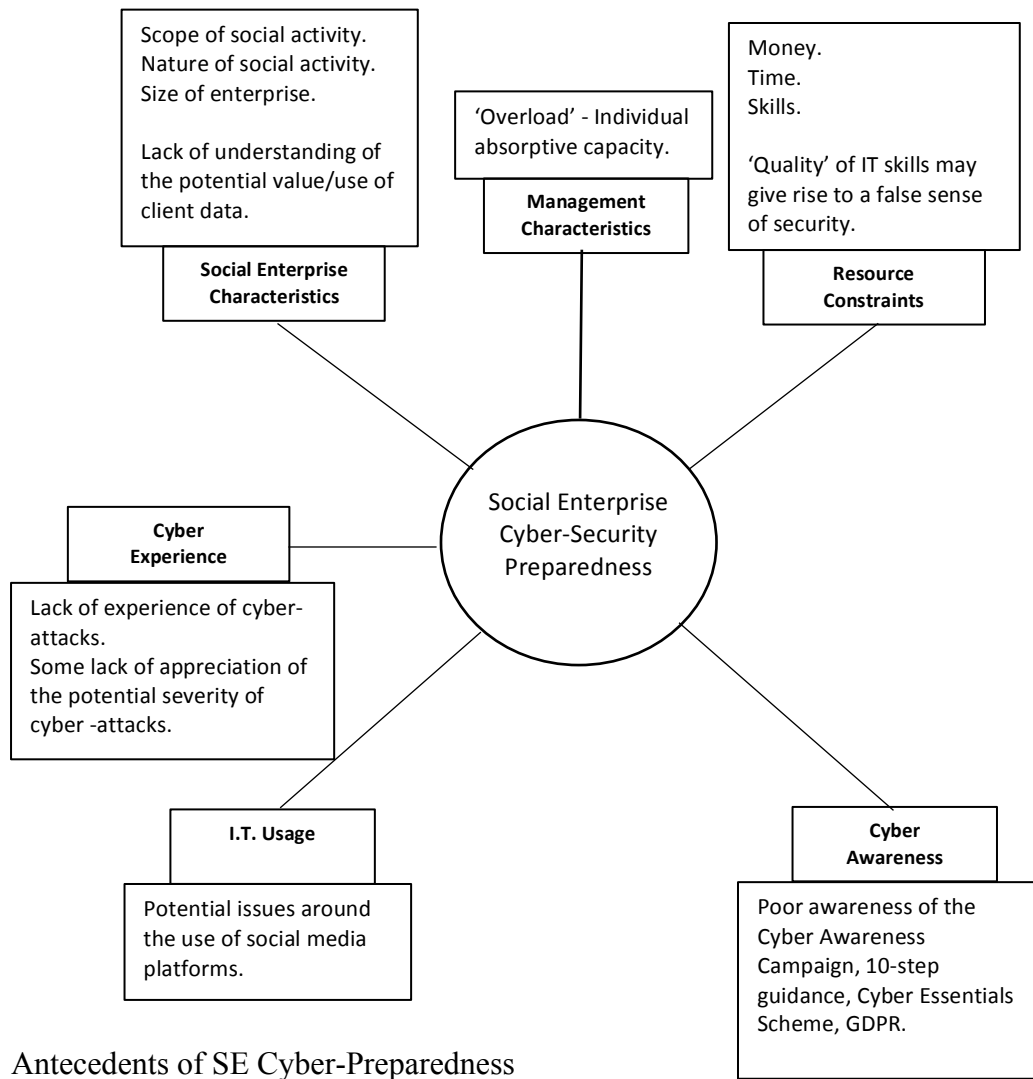 Scope of social activity.
Nature of social activity.
Size of enterprise.
Lack of understanding of
the potential value/use of
client data.
Social Enterprise
Characteristics
‘Overload’ - Individual
absorptive capacity.
Management
Characteristics
Money.
Time.
Skills.
‘Quality’ of IT skills may
give rise to a false sense
of security.
Resource
Constraints
Social Enterprise
Cyber-Security
Preparedness
Cyber
Experience
Lack of experience of cyber-
attacks.
Some lack of appreciation of
the potential severity of
cyber -attacks.
I.T. Usage
Potential issues around
the use of social media
platforms.
Cyber
Awareness
Poor awareness of the
Cyber Awareness
Campaign, 10-step
guidance, Cyber Essentials
Scheme, GDPR.
Antecedents of SE Cyber-Preparedness